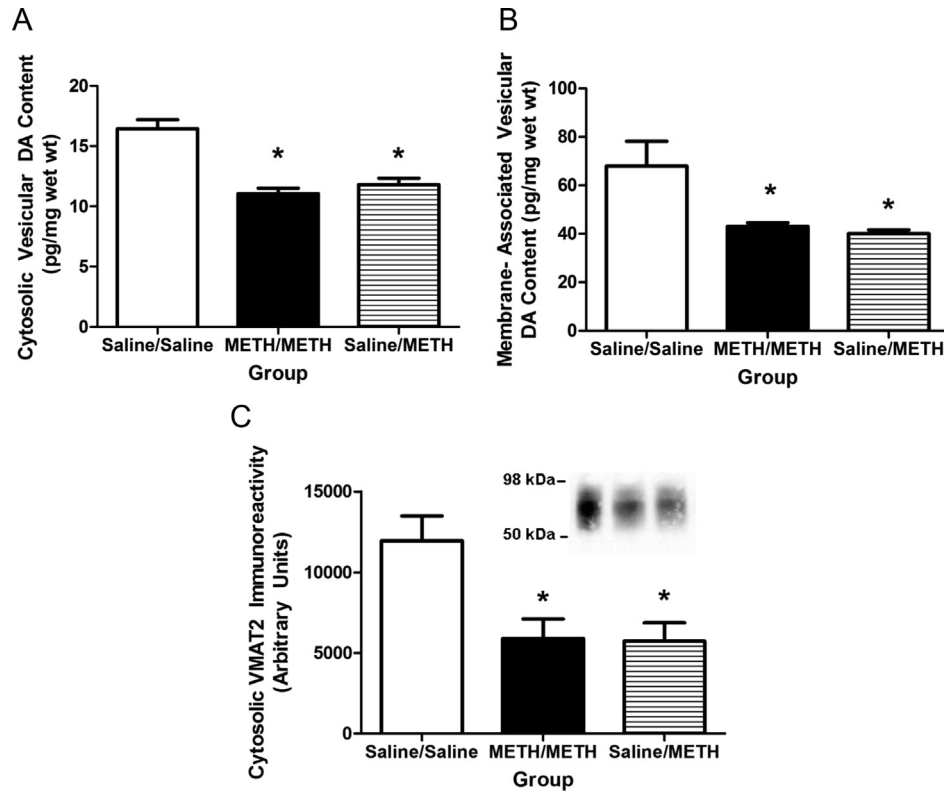 A
Cytosolic Vesicular DA Content
(pg/mg wet wt)
20
15
10
5
0
*
*
Saline/Saline METH/METH Saline/METH
Group
B
Membrane- Associated Vesicular
DA Content (pg/mg wet wt)
100
80
60
40
20
0
*
*
Saline/Saline METH/METH Saline/METH
Group
C
Cytosolic VMAT2 Immunoreactivity
(Arbitrary Units)
15000
10000
5000
0
98 kDa
50 kDa
*
*
Saline/Saline METH/METH Saline/METH
Group